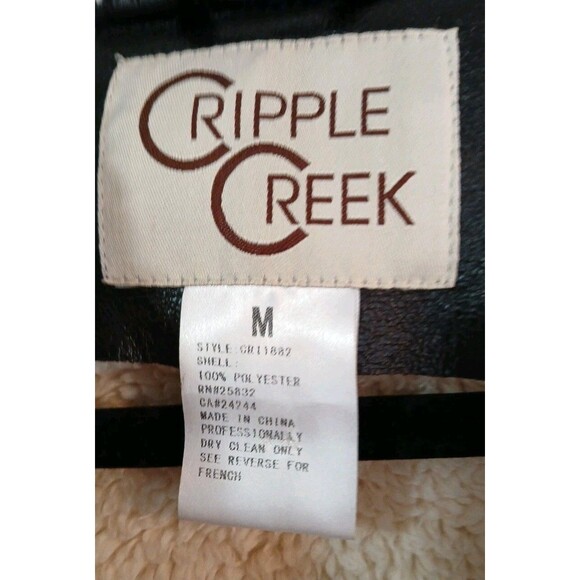 CRIPPLE
CREEK
M
STYLE:CR11882
SHELL:
100% POLYESTER
RN#25832
CA#24744
MADE IN CHINA
PROFESSIONALLY
DRY CLEAN ONLY
SEE REVERSE FOR
FRENCH